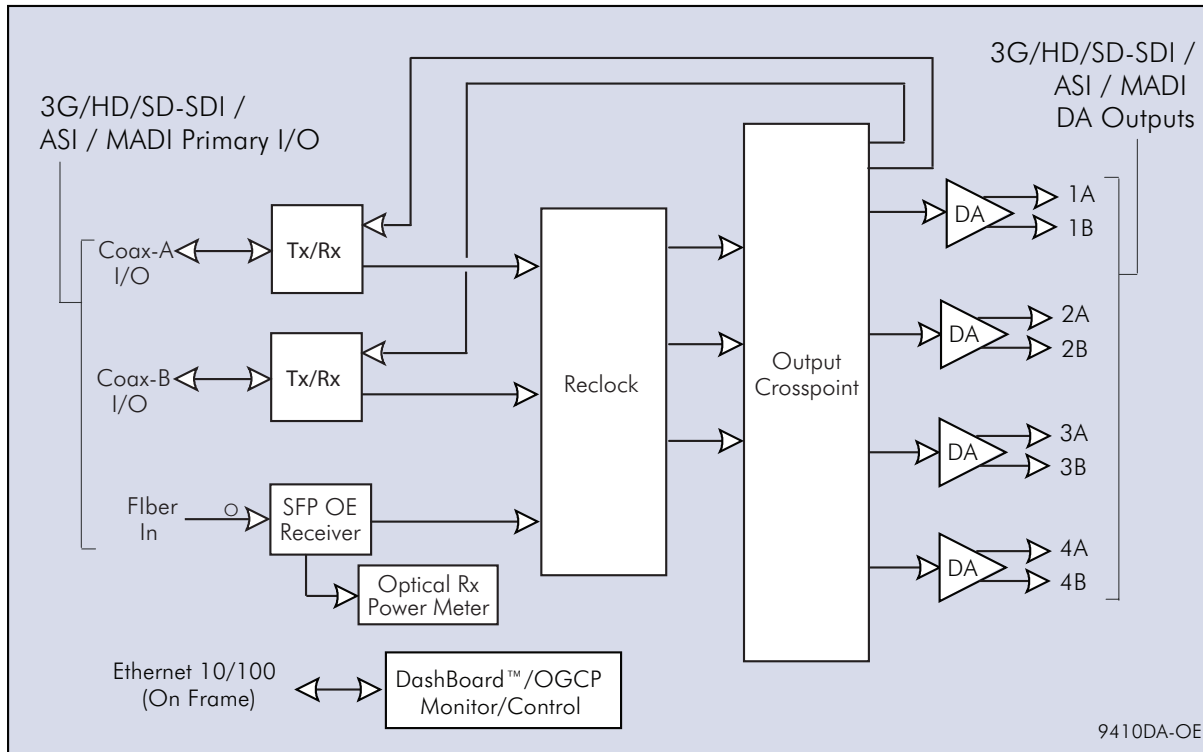 3G/HD/SD-SDI /
ASI / MADI Primary I/O
3G/HD/SD-SDI /
ASI / MADI
DA Outputs
Coax-A
I/O
Tx/Rx
Coax-B
I/O
Tx/Rx
FIber
In
O
SFP OE
Receiver
Optical Rx
Power Meter
Reclock
Output
Crosspoint
DA
1A
1B
DA
2A
2B
DA
3A
3B
DA
4A
4B
Ethernet 10/100
(On Frame)
DashBoard™/OGCP
Monitor/Control
9410DA-OE